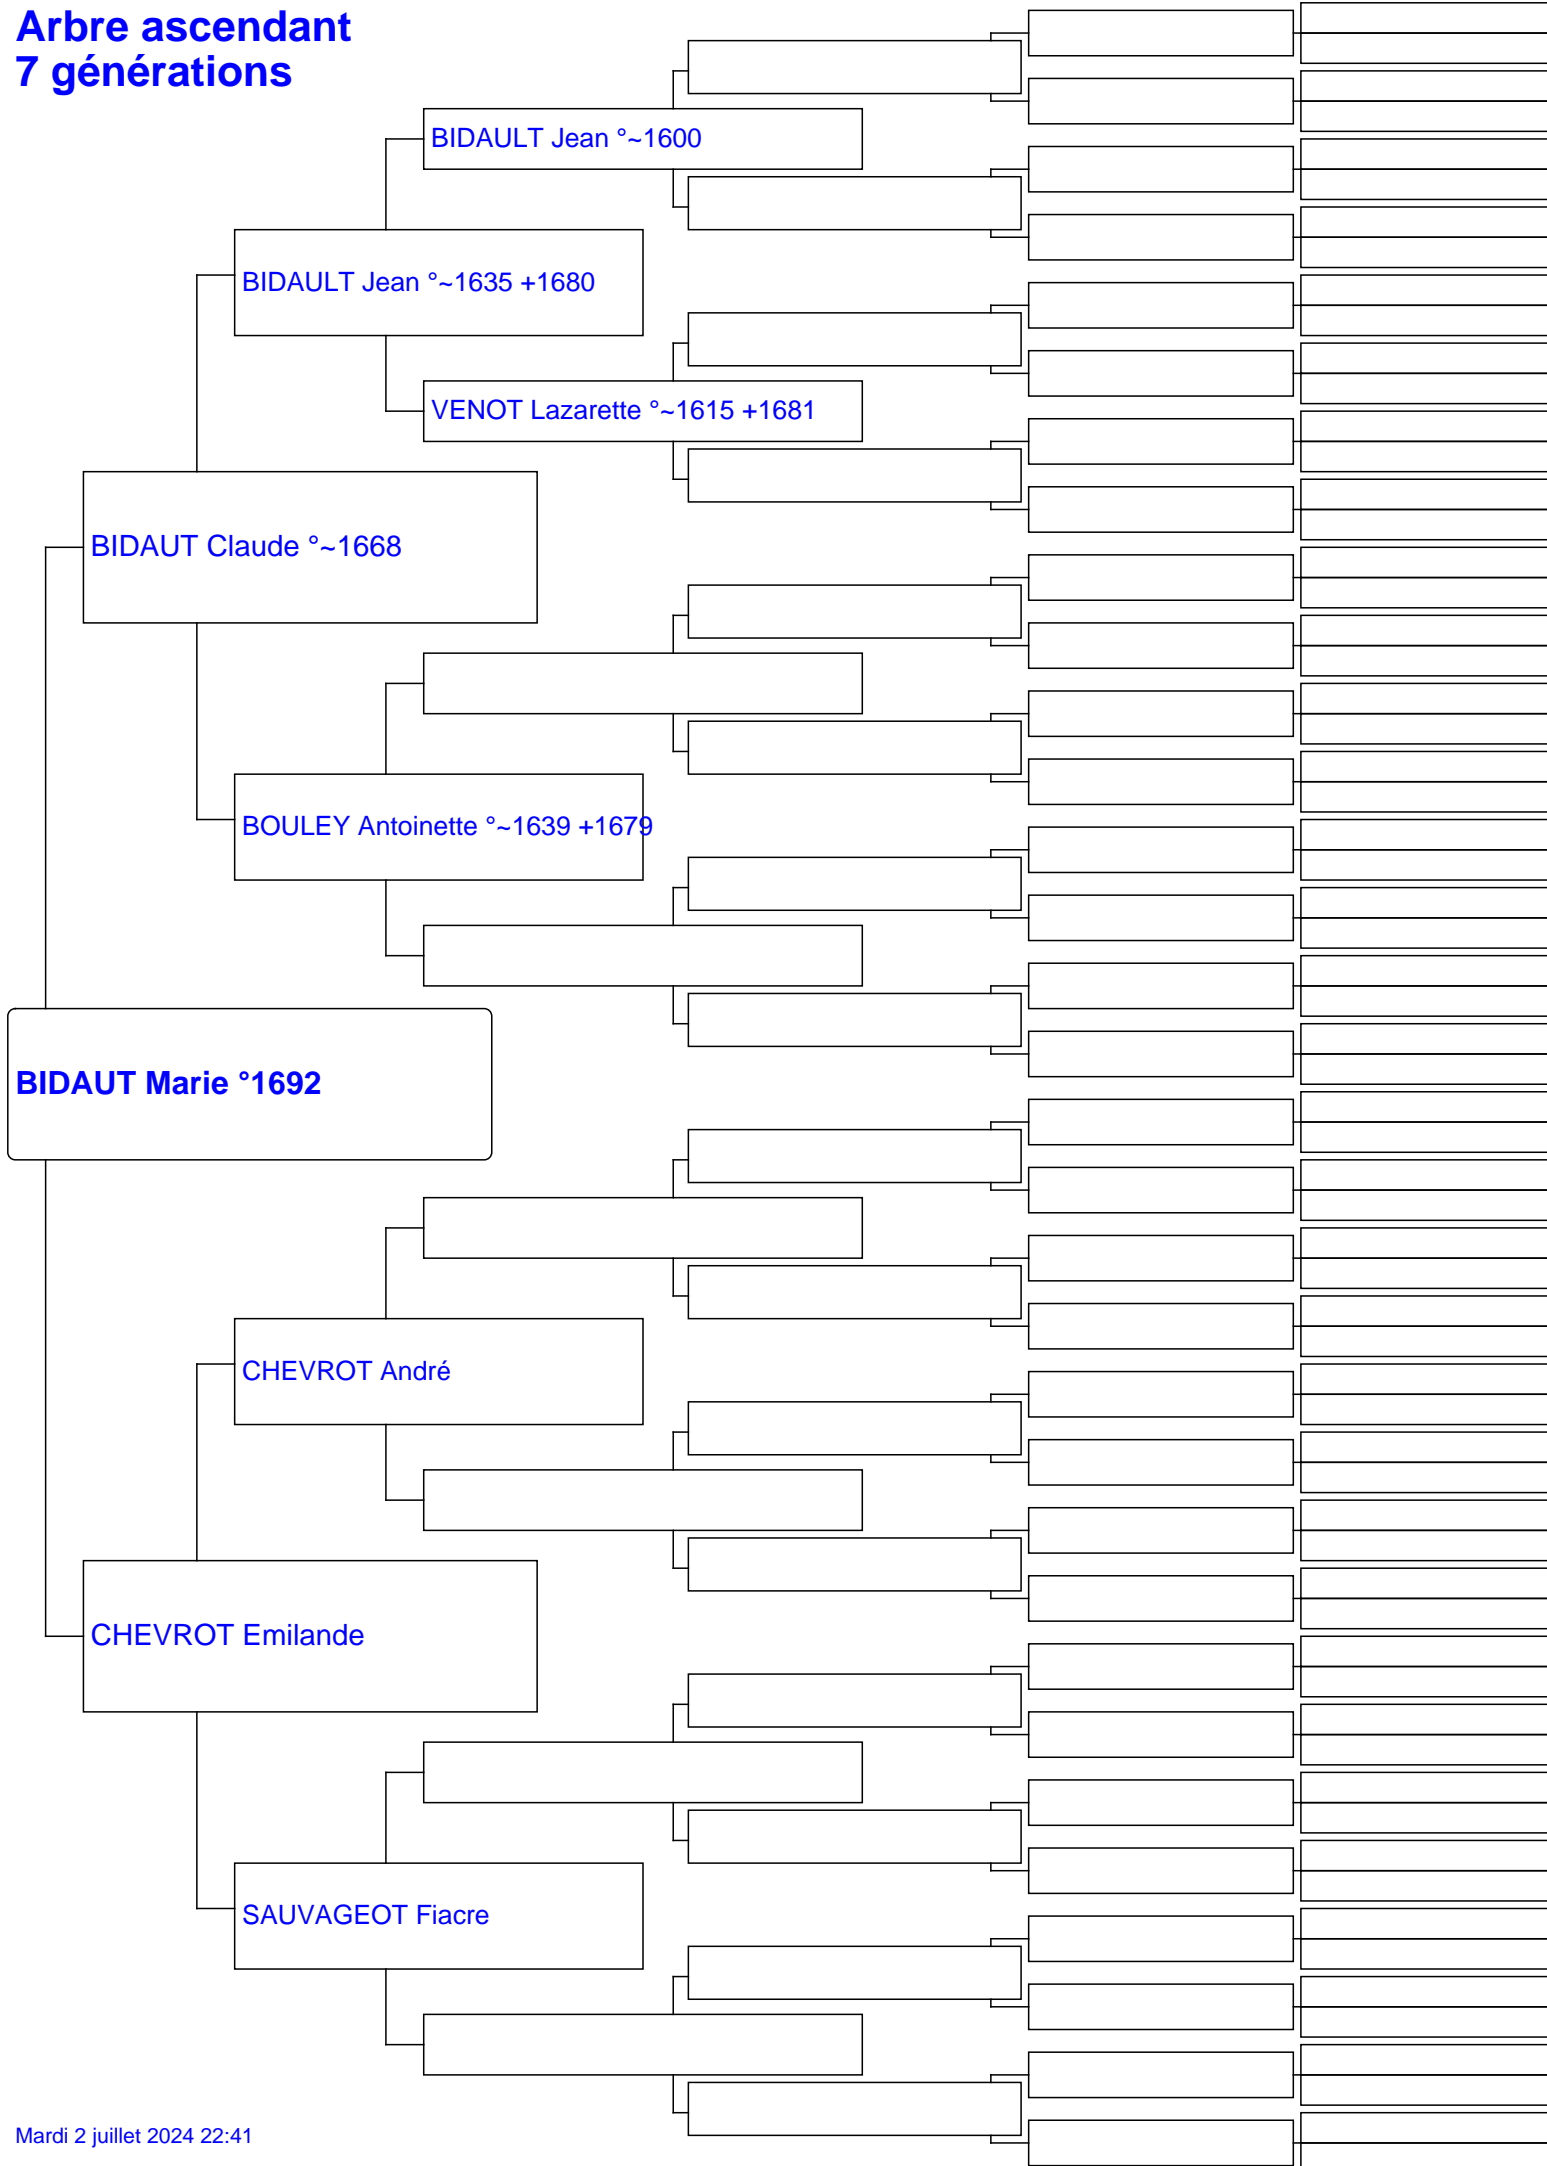 Arbre ascendant
7 générations
BIDAULT Jean °~1600
BIDAULT Jean °~1635 +1680
VENOT Lazarette °~1615 +1681
BIDAUT Claude °~1668
BOULEY Antoinette °~1639 +1679
BIDAUT Marie °1692
CHEVROT André
CHEVROT Emilande
SAUVAGEOT Fiacre
Mardi 2 juillet 2024 22:41